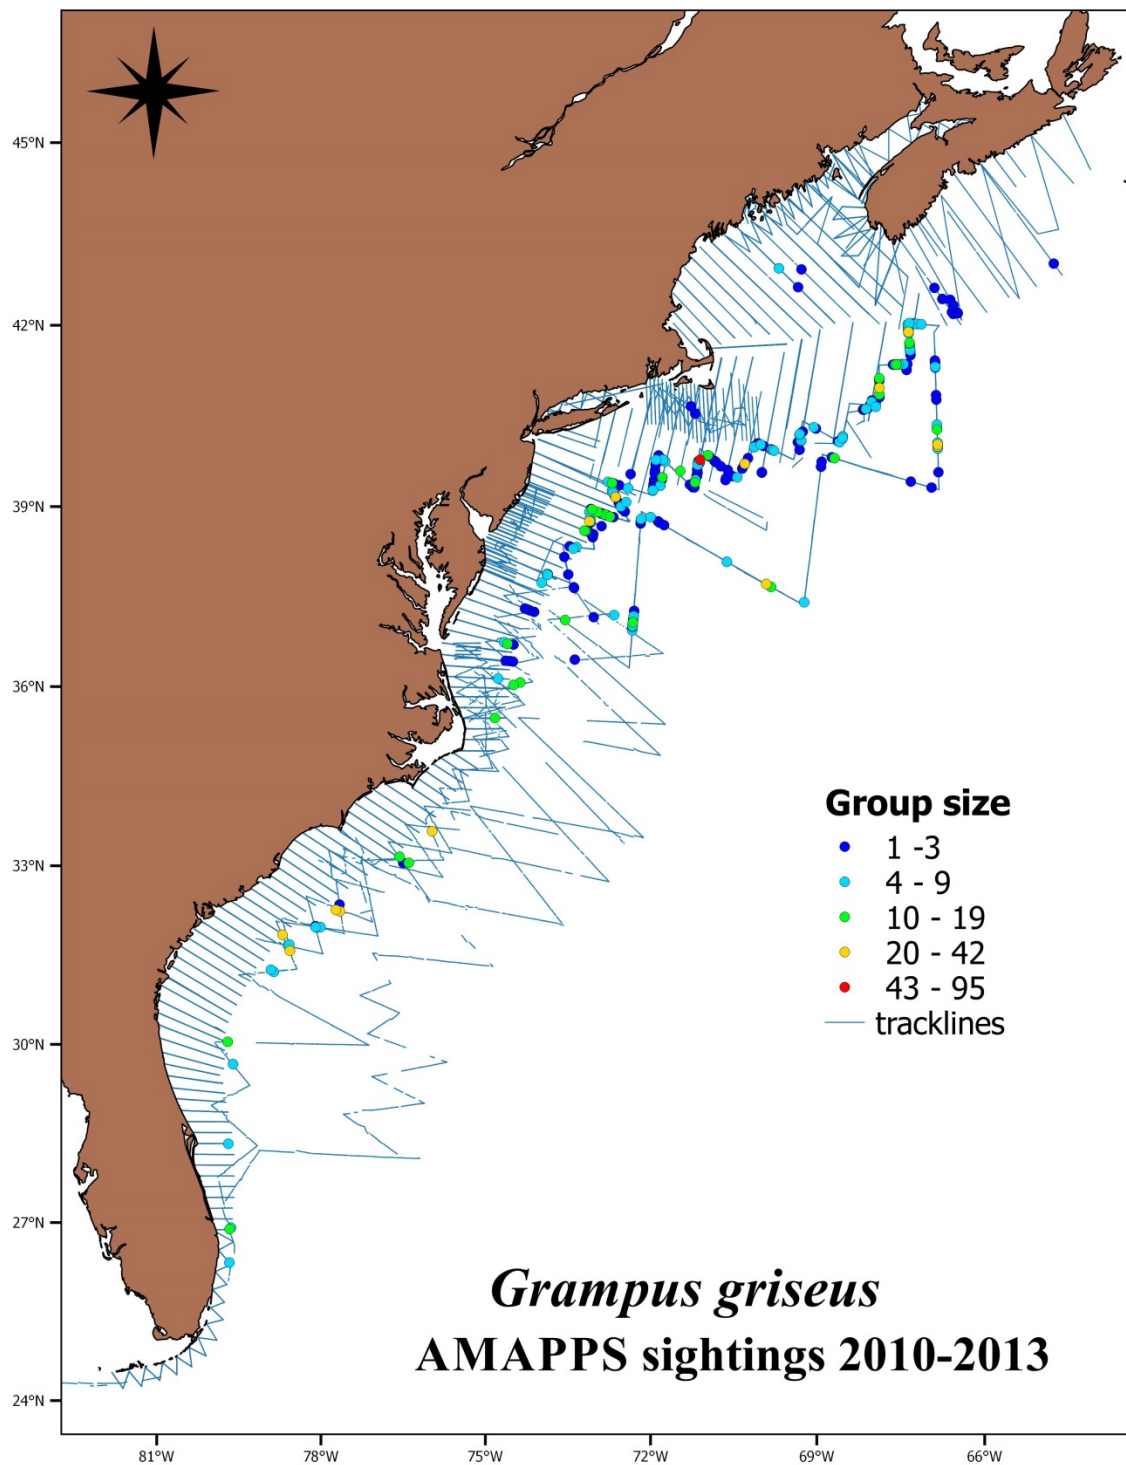 45°N
42°N
39°N
36°N
33°N
30°N
27°N
24°N
Group size
1 -3
4 - 9
10 - 19
20 - 42
43 - 95
tracklines
Grampus griseus
AMAPPS sightings 2010-2013
81°W 78°W 75°W 72°W 69°W 66°W